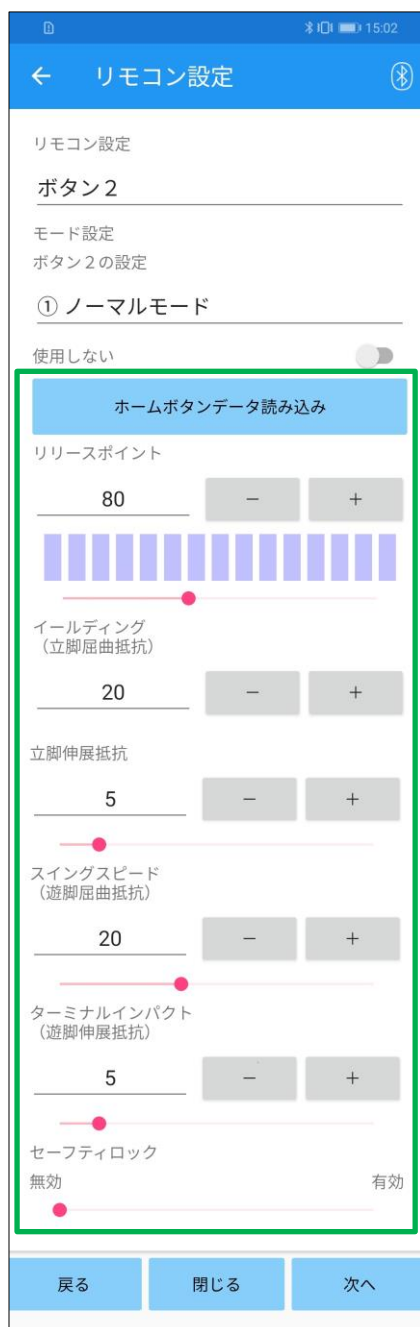 15:02
リモコン設定
リモコン設定
ボタン2
モード設定
ボタン2の設定
① ノーマルモード
使用しない
ホームボタンデータ読み込み
リリースポイント
80 − +
イールディング
(立脚屈曲抵抗)
20 − +
立脚伸展抵抗
5 − +
スイングスピード
(遊脚屈曲抵抗)
20 − +
ターミナルインパクト
(遊脚伸展抵抗)
5 − +
セーフティロック
無効 有効
戻る 閉じる 次へ